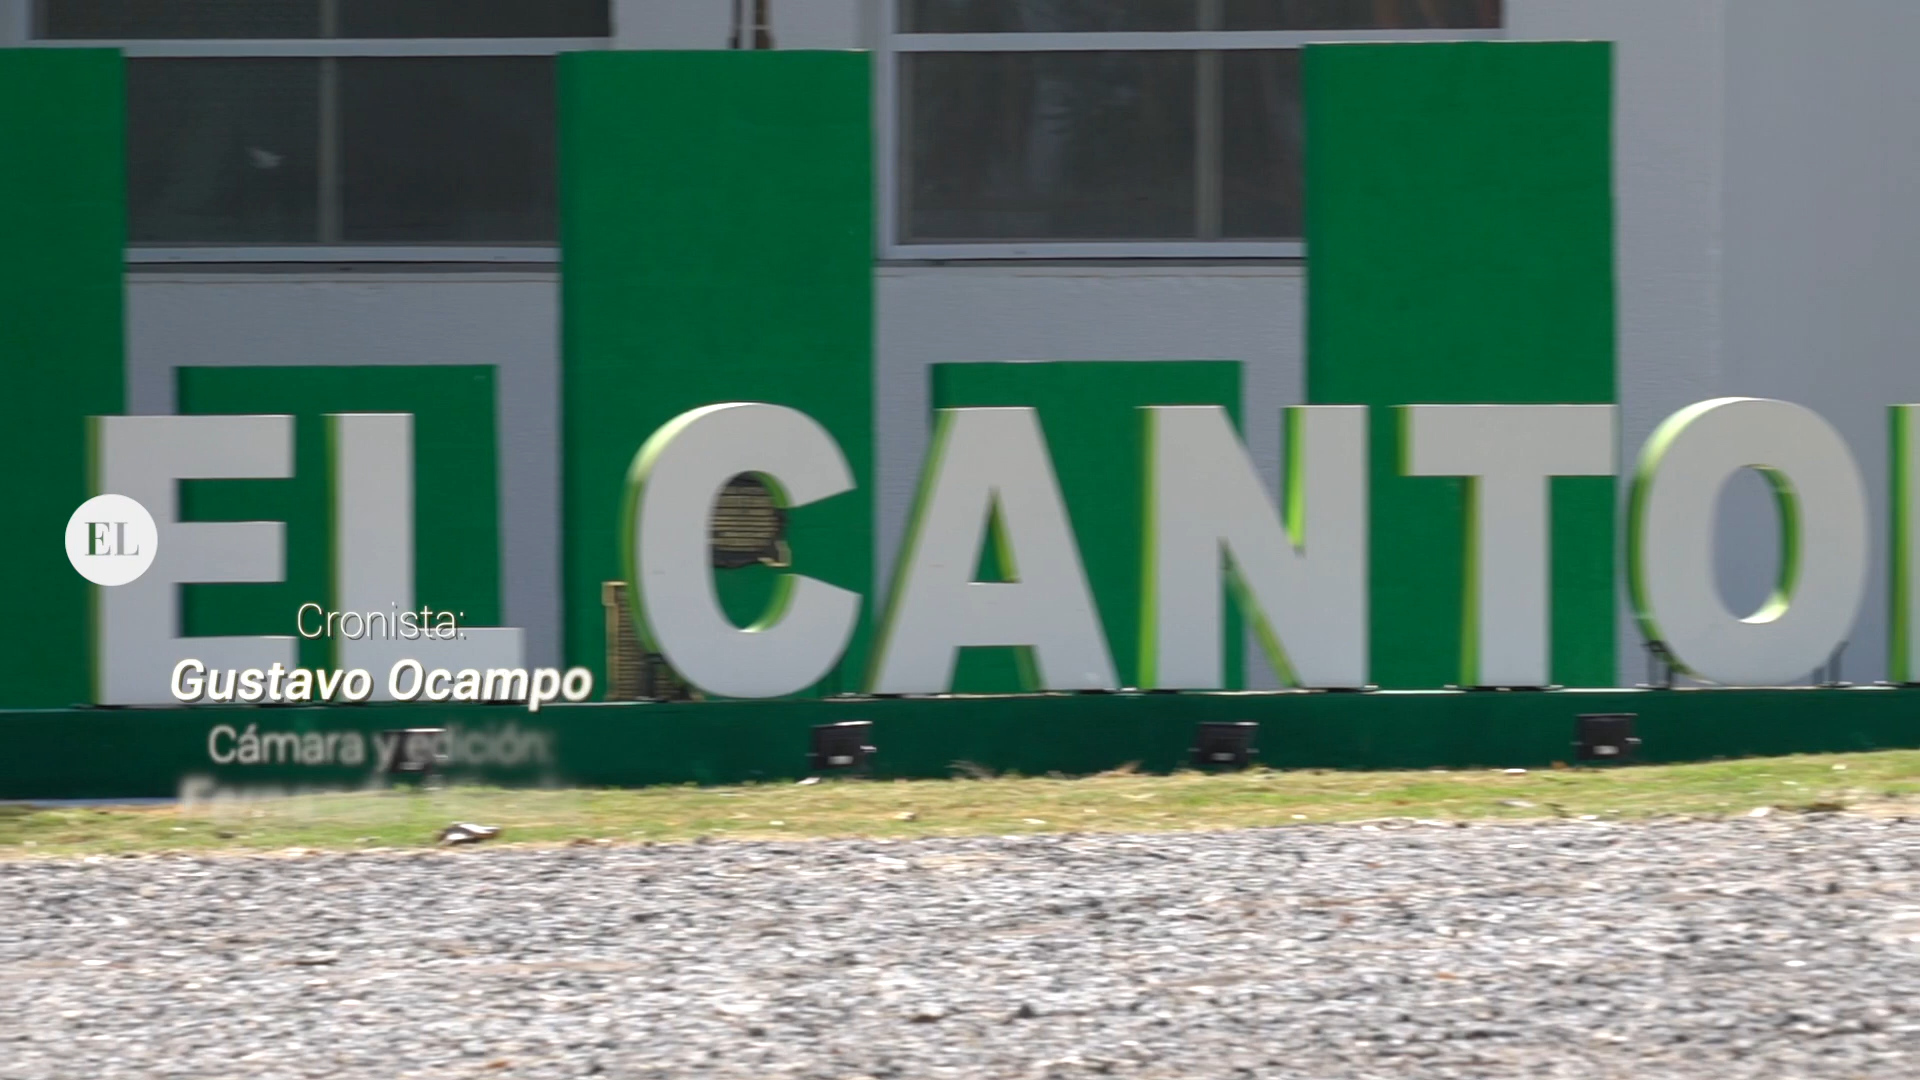 EL CANTO
EL
Cronista:
Gustavo Ocampo
Cámara y edición: